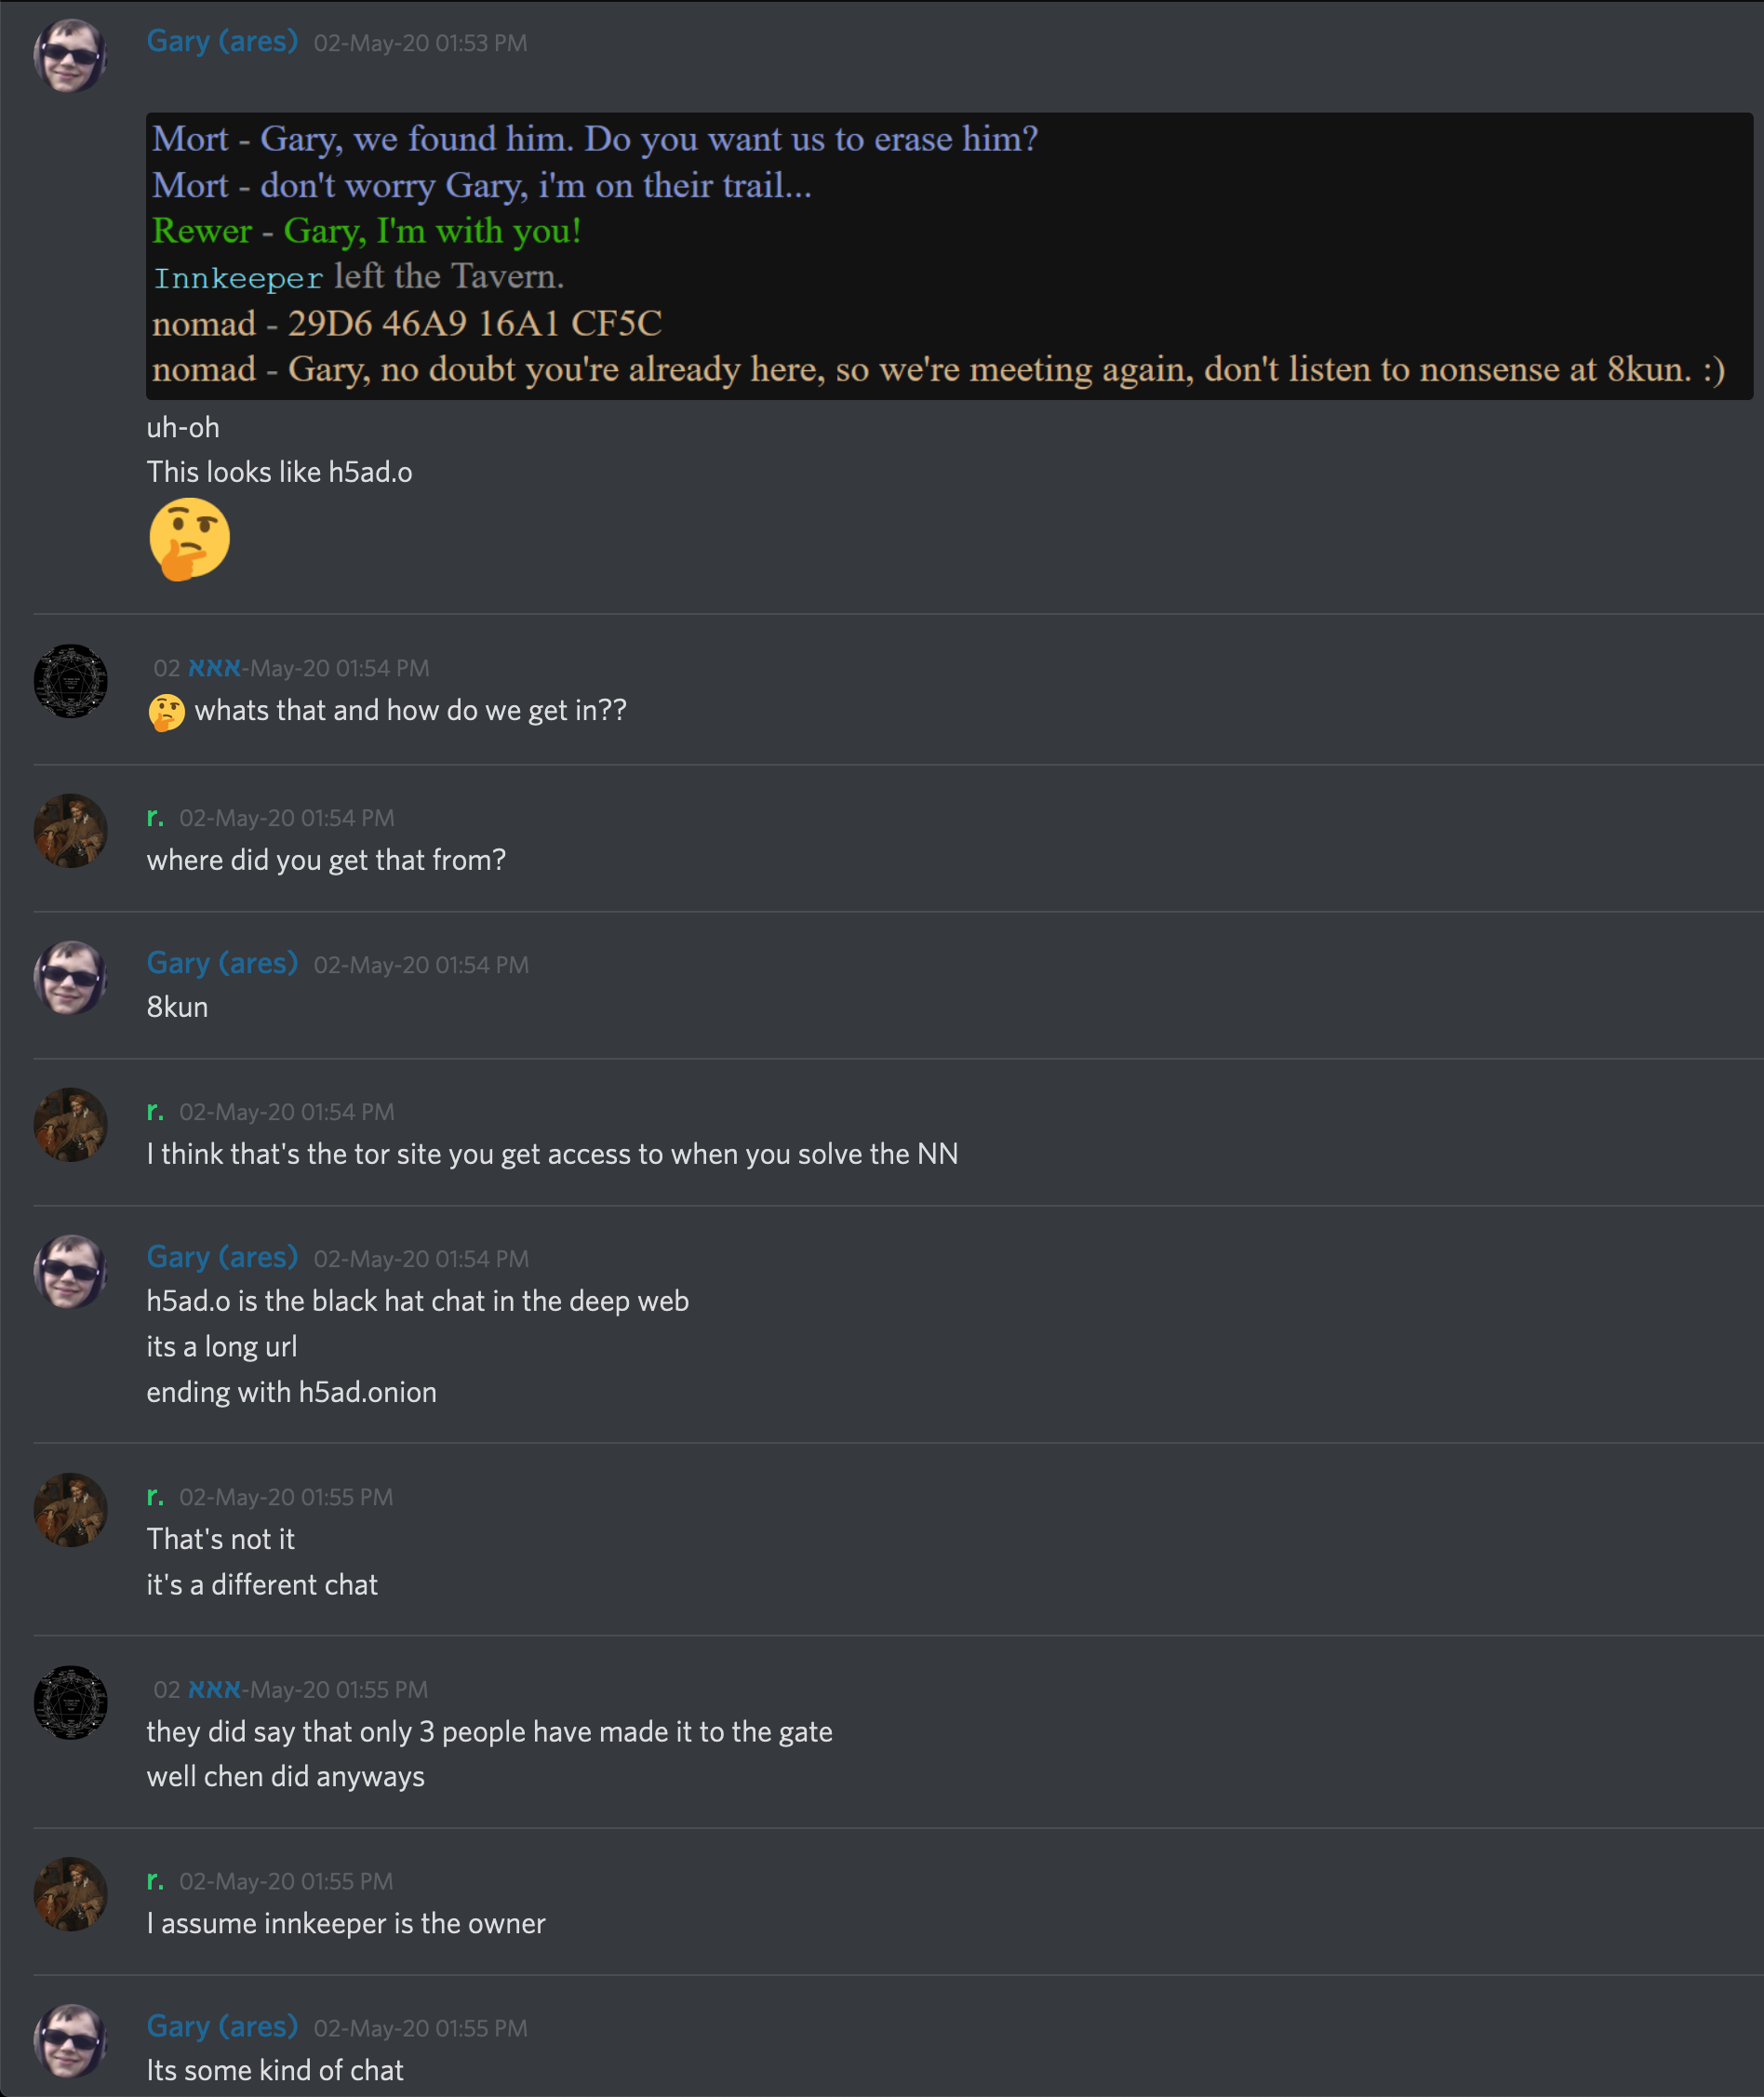 Gary (ares) 02-May-20 01:53 PM
Mort - Gary, we found him. Do you want us to erase him?
Mort - don't worry Gary, i'm on their trail...
Rewer - Gary, I'm with you!
Innkeeper left the Tavern.
nomad - 29D6 46A9 16A1 CF5C
nomad - Gary, no doubt you're already here, so we're meeting again, don't listen to nonsense at 8kun. :)
uh-oh
This looks like h5ad.o
🤔
02 אאא-May-20 01:54 PM
🤔 whats that and how do we get in??
r. 02-May-20 01:54 PM
where did you get that from?
Gary (ares) 02-May-20 01:54 PM
8kun
r. 02-May-20 01:54 PM
I think that's the tor site you get access to when you solve the NN
Gary (ares) 02-May-20 01:54 PM
h5ad.o is the black hat chat in the deep web
its a long url
ending with h5ad.onion
r. 02-May-20 01:55 PM
That's not it
it's a different chat
02 אאא-May-20 01:55 PM
they did say that only 3 people have made it to the gate
well chen did anyways
r. 02-May-20 01:55 PM
I assume innkeeper is the owner
Gary (ares) 02-May-20 01:55 PM
Its some kind of chat